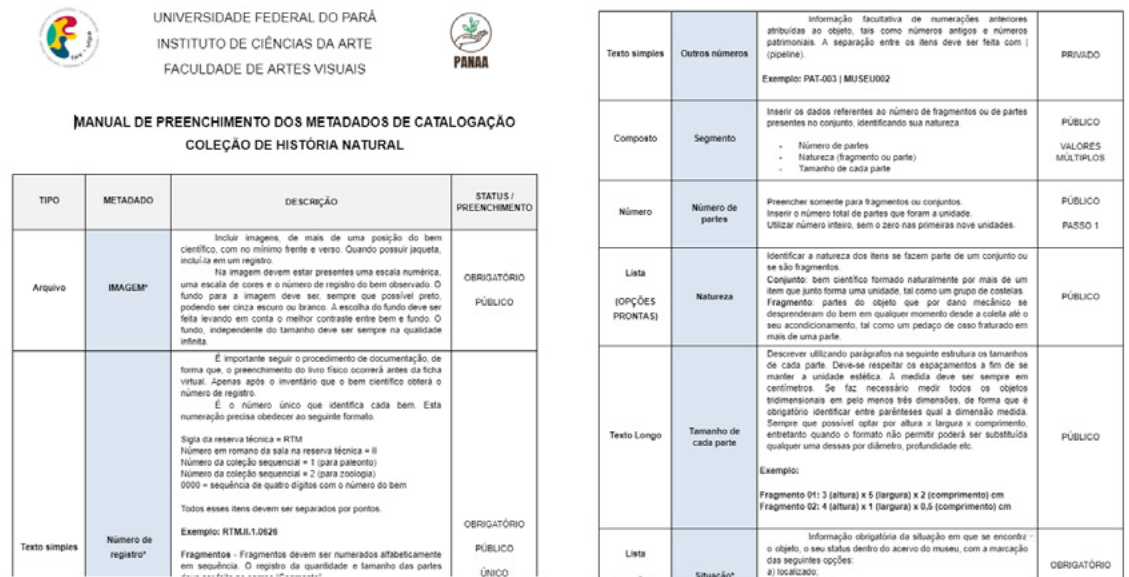 UNIVERSIDADE FEDERAL DO PARÁ
INSTITUTO DE CIÊNCIAS DA ARTE
FACULDADE DE ARTES VISUAIS
PANAA
MANUAL DE PREENCHIMENTO DOS METADADOS DE CATALOGAÇÃO
COLEÇÃO DE HISTÓRIA NATURAL
TIPO
METADADO
DESCRIÇÃO
STATUS /
PREENCHIMENTO
Arquivo
IMAGEM*
Incluir imagens, de mais de uma posição do bem
científico, com no mínimo frente e verso. Quando possuir jaqueta,
incluí-la em um registro.
Na imagem devem estar presentes uma escala numérica,
uma escala de cores e o número de registro do bem observado. O
fundo para a imagem deve ser, sempre que possível preto,
podendo ser cinza escuro ou branco. A escolha do fundo deve ser
feita levando em conta o melhor contraste entre bem e fundo. O
fundo, independente do tamanho deve ser sempre na qualidade
infinita.
OBRIGATÓRIO
PÚBLICO
Texto simples
Número de
registro*
É importante seguir o procedimento de documentação, de
forma que, o preenchimento do livro físico ocorrerá antes da ficha
virtual. Apenas após o inventário que o bem científico obterá o
número de registro.
É o número único que identifica cada bem. Esta
numeração precisa obedecer ao seguinte formato.
Sigla da reserva técnica = RTM
Número em romano da sala na reserva técnica = II
Número da coleção sequencial = 1 (para paleonto)
Número da coleção sequencial = 2 (para zoologia)
0000 = sequência de quatro dígitos com o número do bem
Todos esses itens devem ser separados por pontos.
Exemplo: RTM.II.1.0626
Fragmentos - Fragmentos devem ser numerados alfabeticamente
em sequência. O registro da quantidade e tamanho das partes
OBRIGATÓRIO
PÚBLICO
ÚNICO
Texto simples
Outros números
Informação facultativa de numerações anteriores
atribuídas ao objeto, tais como números antigos e números
patrimoniais. A separação entre os itens deve ser feita com |
(pipeline).
Exemplo: PAT-003 | MUSEU002
PRIVADO
Composto
Segmento
Inserir os dados referentes ao número de fragmentos ou de partes
presentes no conjunto, identificando sua natureza.
- Número de partes
- Natureza (fragmento ou parte)
- Tamanho de cada parte
PÚBLICO
VALORES
MÚLTIPLOS
Número
Número de
partes
Preencher somente para fragmentos ou conjuntos.
Inserir o número total de partes que foram a unidade.
Utilizar número inteiro, sem o zero nas primeiras nove unidades.
PÚBLICO
PASSO 1
Lista
(OPÇÕES
PRONTAS)
Natureza
Identificar a natureza dos itens se fazem parte de um conjunto ou
se são fragmentos.
Conjunto: bem científico formado naturalmente por mais de um
item que junto forma uma unidade, tal como um grupo de costelas.
Fragmento: partes do objeto que por dano mecânico se
desprenderam do bem em qualquer momento desde a coleta até o
seu acondicionamento, tal como um pedaço de osso fraturado em
mais de uma parte.
PÚBLICO
Texto Longo
Tamanho de
cada parte
Descrever utilizando parágrafos na seguinte estrutura os tamanhos
de cada parte. Deve-se respeitar os espaçamentos a fim de se
manter a unidade estética. A medida deve ser sempre em
centímetros. Se faz necessário medir todos os objetos
tridimensionais em pelo menos três dimensões, de forma que é
obrigatório identificar entre parênteses qual a dimensão medida.
Sempre que possível optar por altura x largura x comprimento,
entretanto quando o formato não permitir poderá ser substituída
qualquer uma dessas por diâmetro, profundidade etc.
Exemplo:
Fragmento 01: 3 (altura) x 5 (largura) x 2 (comprimento) cm
Fragmento 02: 4 (altura) x 1 (largura) x 0,5 (comprimento) cm
PÚBLICO
Lista
Situação*
Informação obrigatória da situação em que se encontra
o objeto, o seu status dentro do acervo do museu, com a marcação
das seguintes opções:
a) localizado;
OBRIGATÓRIO